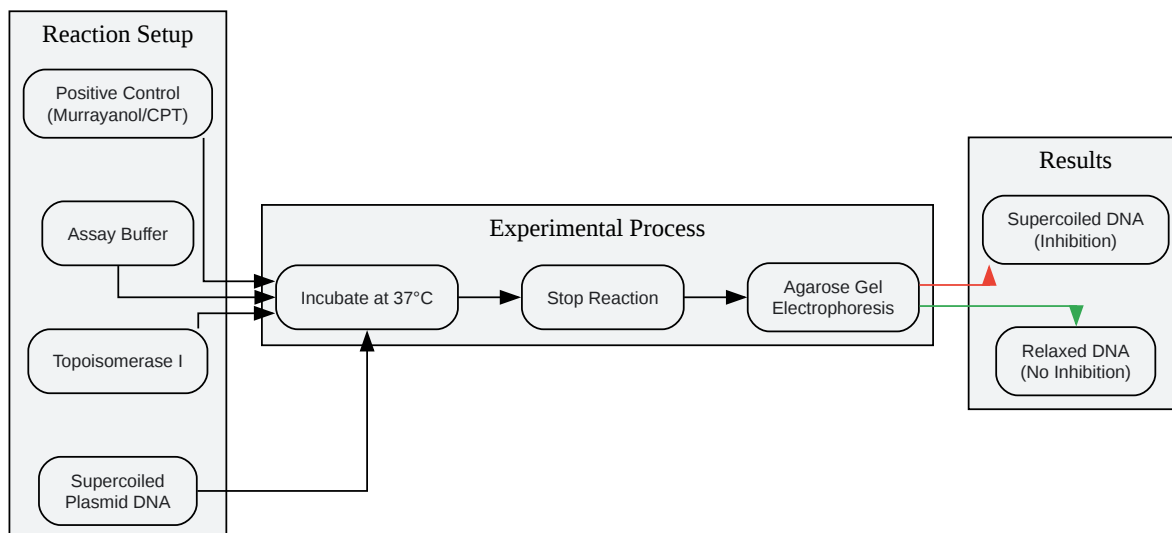 Reaction Setup
Positive Control
(Murrayanol/CPT)
Assay Buffer
Topoisomerase I
Supercoiled
Plasmid DNA
Experimental Process
Incubate at 37°C
Stop Reaction
Agarose Gel
Electrophoresis
Results
Supercoiled DNA
(Inhibition)
Relaxed DNA
(No Inhibition)